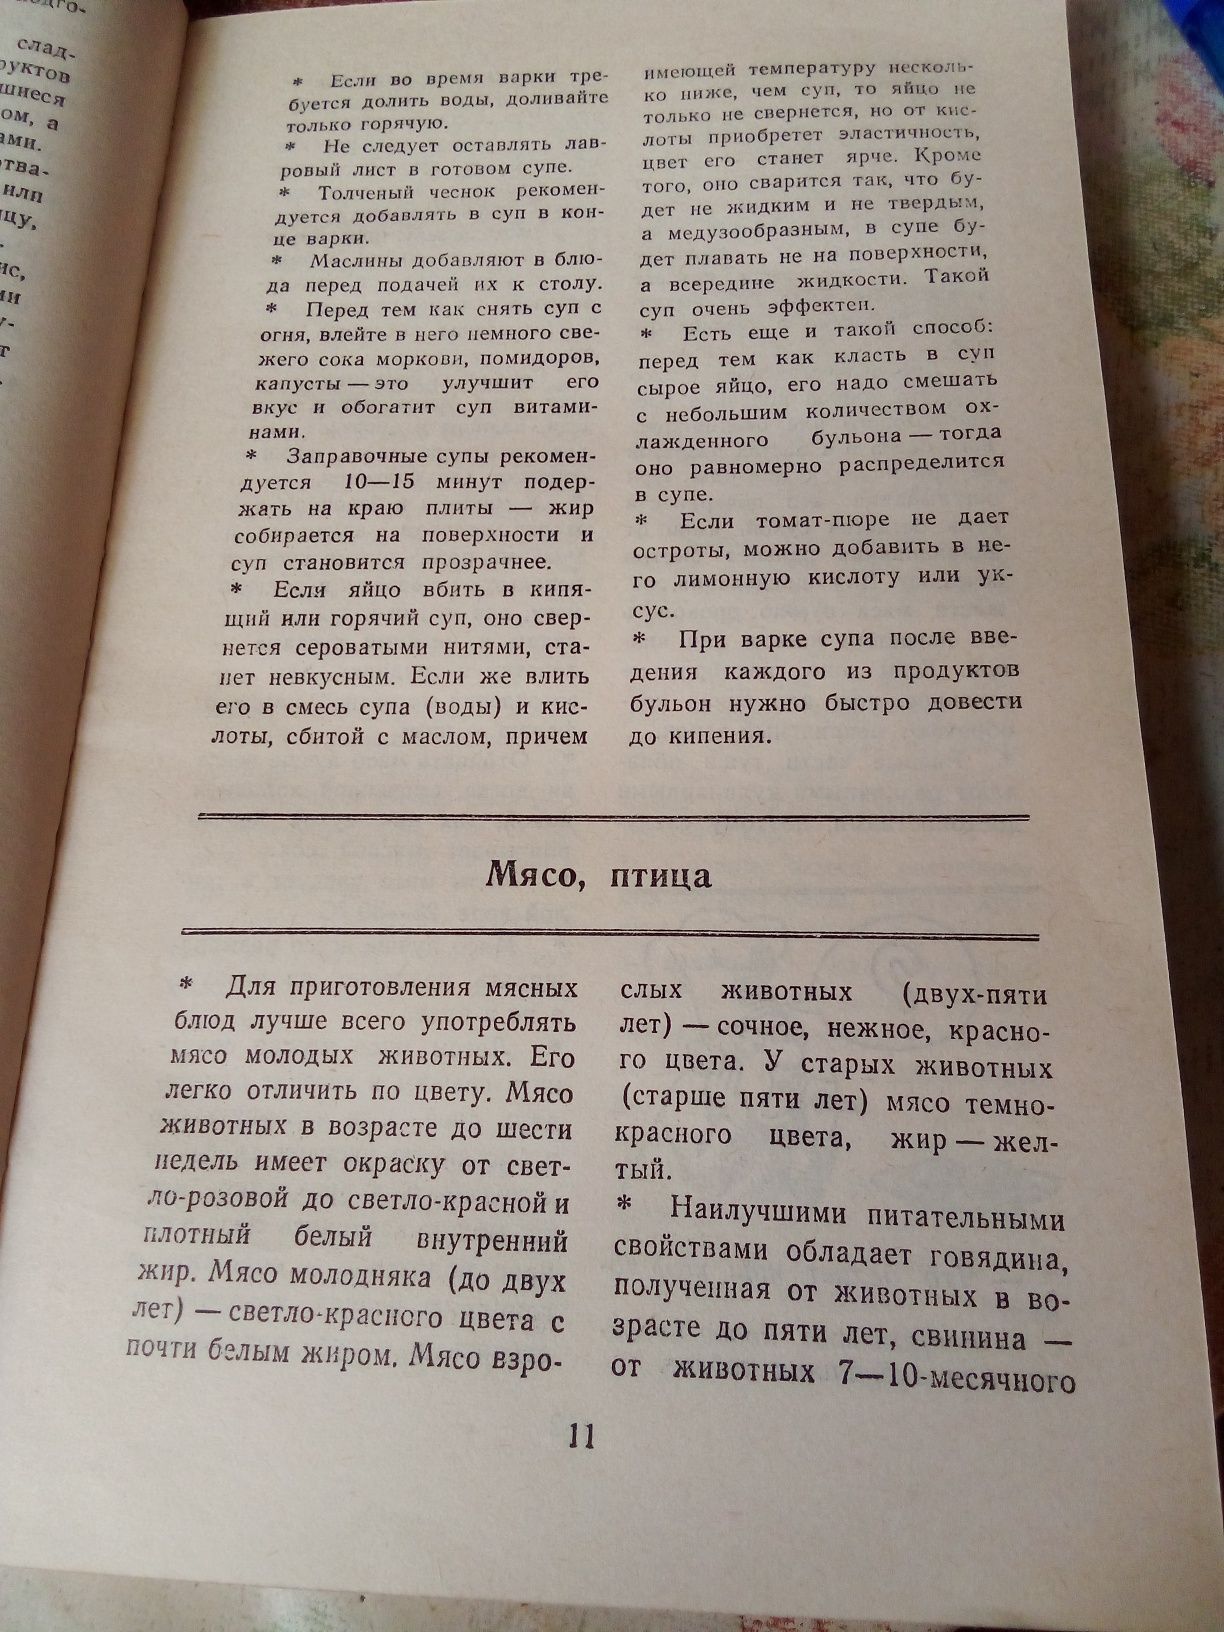 слад-
или
* Если во время варки тре-
буется долить воды, доливайте
только горячую.
* Не следует оставлять лав-
ровый лист в готовом супе.
* Толченый чеснок рекомен-
дуется добавлять в суп в кон-
це варки.
* Маслины добавляют в блю-
да перед подачей их к столу.
* Перед тем как снять суп с
огня, влейте в него немного све-
жего сока моркови, помидоров,
капусты — это улучшит его
вкус и обогатит суп витами-
нами.
* Заправочные супы рекомен-
дуется 10—15 минут подер-
жать на краю плиты — жир
собирается на поверхности и
суп становится прозрачнее.
* Если яйцо вбить в кипя-
щий или горячий суп, оно свер-
нется сероватыми нитями, ста-
нет невкусным. Если же влить
его в смесь супа (воды) и кис-
лоты, сбитой с маслом, причем
имеющей температуру несколь-
ко ниже, чем суп, то яйцо не
только не свернется, но от кис-
лоты приобретет эластичность,
цвет его станет ярче. Кроме
того, оно сварится так, что бу-
дет не жидким и не твердым,
а медузообразным, в супе бу-
дет плавать не на поверхности,
а всередине жидкости. Такой
суп очень эффектен.
* Есть еще и такой способ:
перед тем как класть в суп
сырое яйцо, его надо смешать
с небольшим количеством ох-
лажденного бульона — тогда
оно равномерно распределится
в супе.
* Если томат-пюре не дает
остроты, можно добавить в не-
го лимонную кислоту или ук-
сус.
* При варке супа после вве-
дения каждого из продуктов
бульон нужно быстро довести
до кипения.
Мясо, птица
* Для приготовления мясных
блюд лучше всего употреблять
мясо молодых животных. Его
легко отличить по цвету. Мясо
животных в возрасте до шести
недель имеет окраску от свет-
ло-розовой до светло-красной и
плотный белый внутренний
жир. Мясо молодняка (до двух
лет) — светло-красного цвета с
почти белым жиром. Мясо взро-
слых животных (двух-пяти
лет) — сочное, нежное, красно-
го цвета. У старых животных
(старше пяти лет) мясо темно-
красного цвета, жир — жел-
тый.
* Наилучшими питательными
свойствами обладает говядина,
полученная от животных в во-
зрасте до пяти лет, свинина —
от животных 7—10-месячного
11